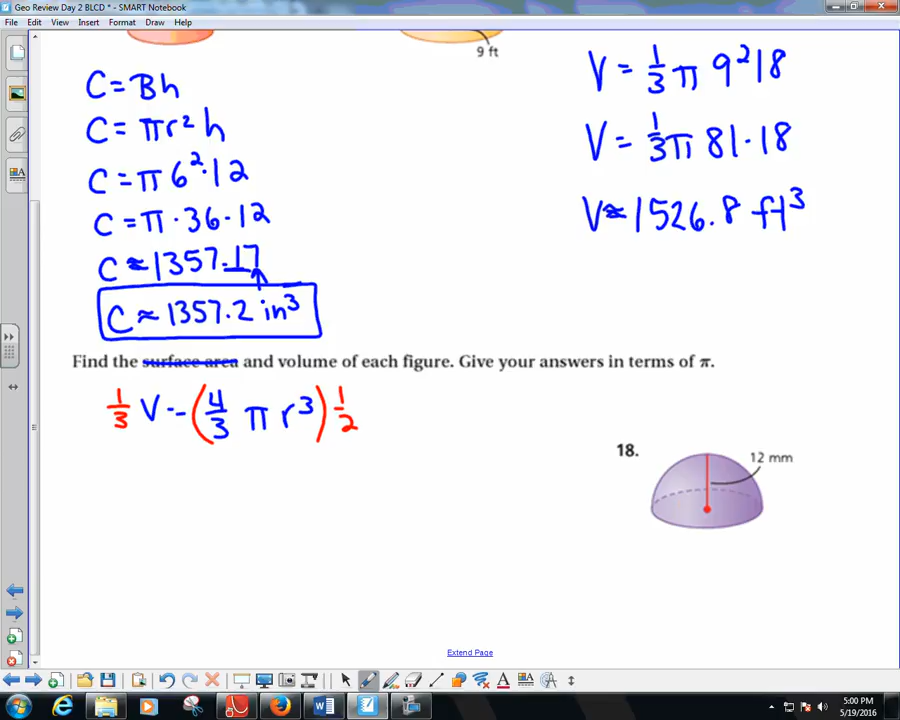 Geo Review Day 2 BLCD * - SMART Notebook
File Edit View Insert Format Draw Help
9 ft
C = Bh
C = πr² h
C = π 6² · 12
C = π · 36 · 12
C ≈ 1357.17
C ≈ 1357.2 in³
V = 1/3 π 9² 18
V = 1/3 π 81 · 18
V ≈ 1526.8 ft³
Find the surface area and volume of each figure. Give your answers in terms of π.
1/3 V = (4/3 π r³) 1/2
18.
12 mm
Extend Page
5:00 PM
5/19/2016